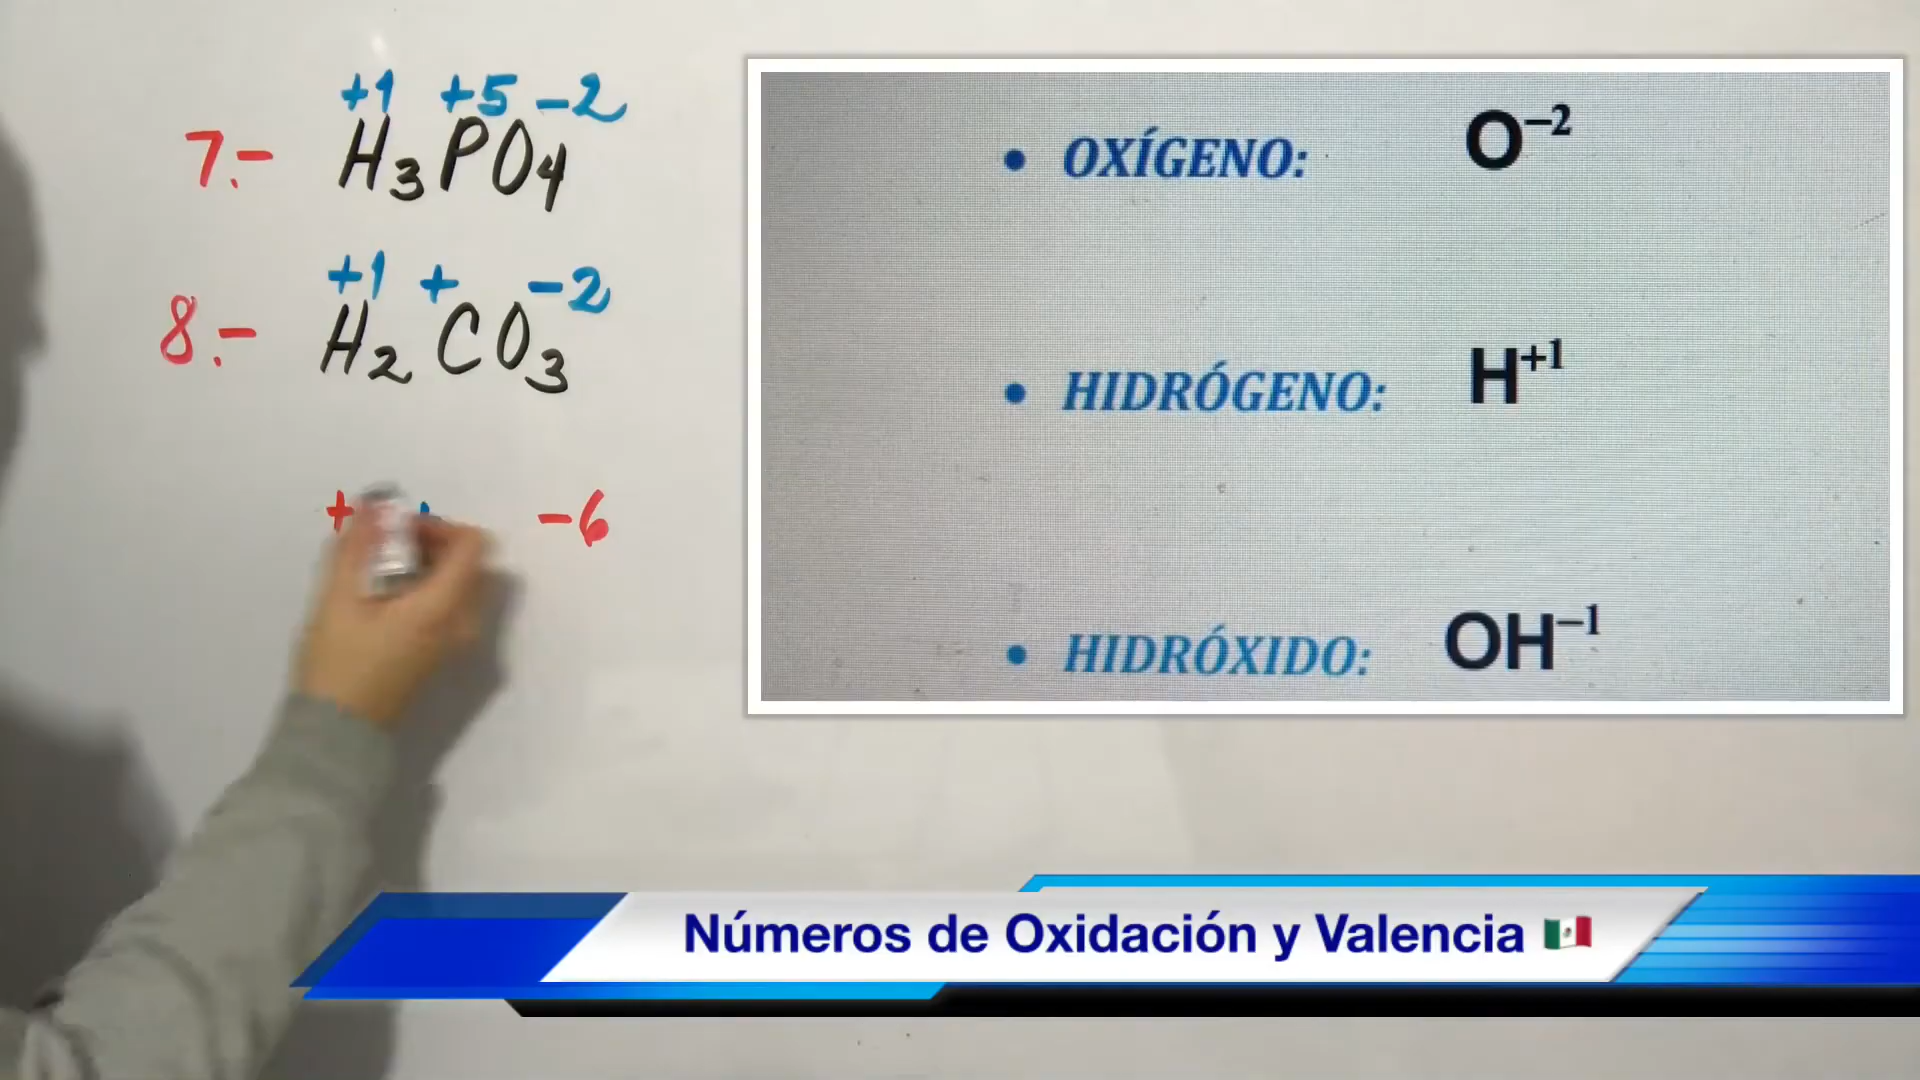 +1 +5 -2
7.- H3PO4
+1 + -2
8.- H2CO3
+ -6
• OXÍGENO: O−2
• HIDRÓGENO: H+1
• HIDRÓXIDO: OH−1
Números de Oxidación y Valencia 🇲🇽